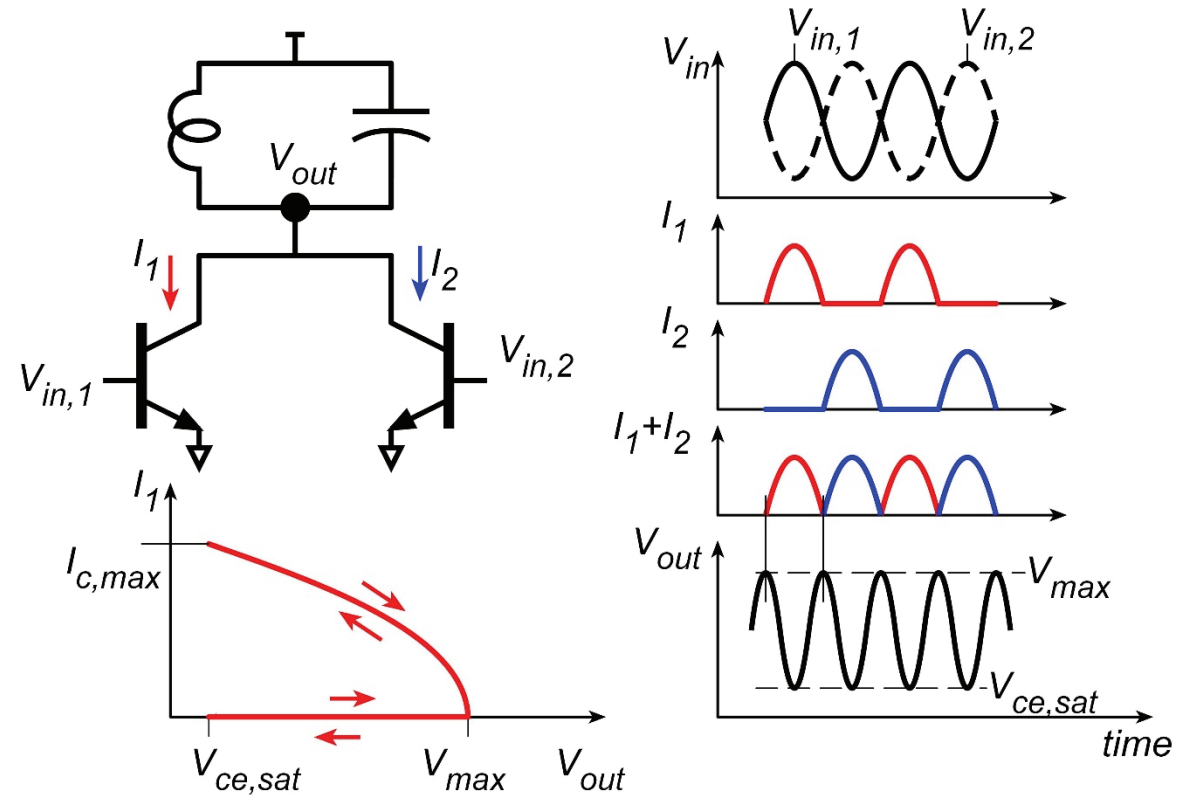 V_out
I_1
I_2
V_in,1
V_in,2
I_1
I_c,max
V_ce,sat
V_max
V_out
V_in,1
V_in,2
V_in
I_1
I_2
I_1+I_2
V_out
V_max
V_ce,sat
time